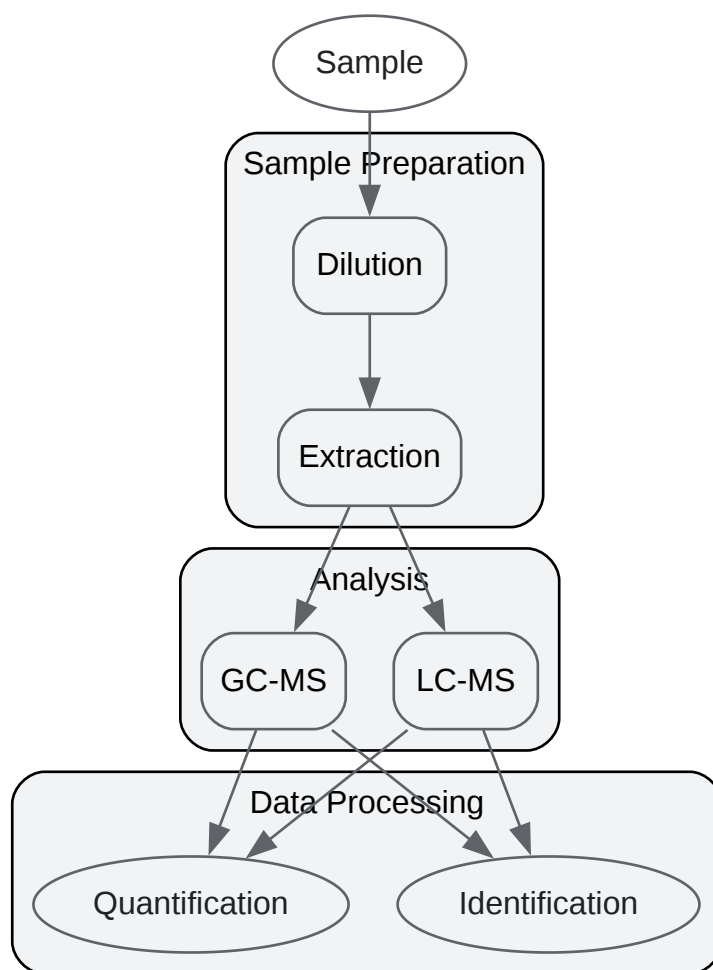 Sample
Sample Preparation
Dilution
Extraction
Analysis
GC-MS
LC-MS
Data Processing
Quantification
Identification